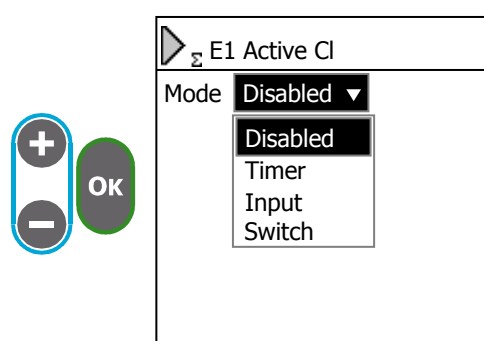 Σ E1 Active Cl
Mode Disabled ▼
Disabled
Timer
Input
Switch
+
OK
−